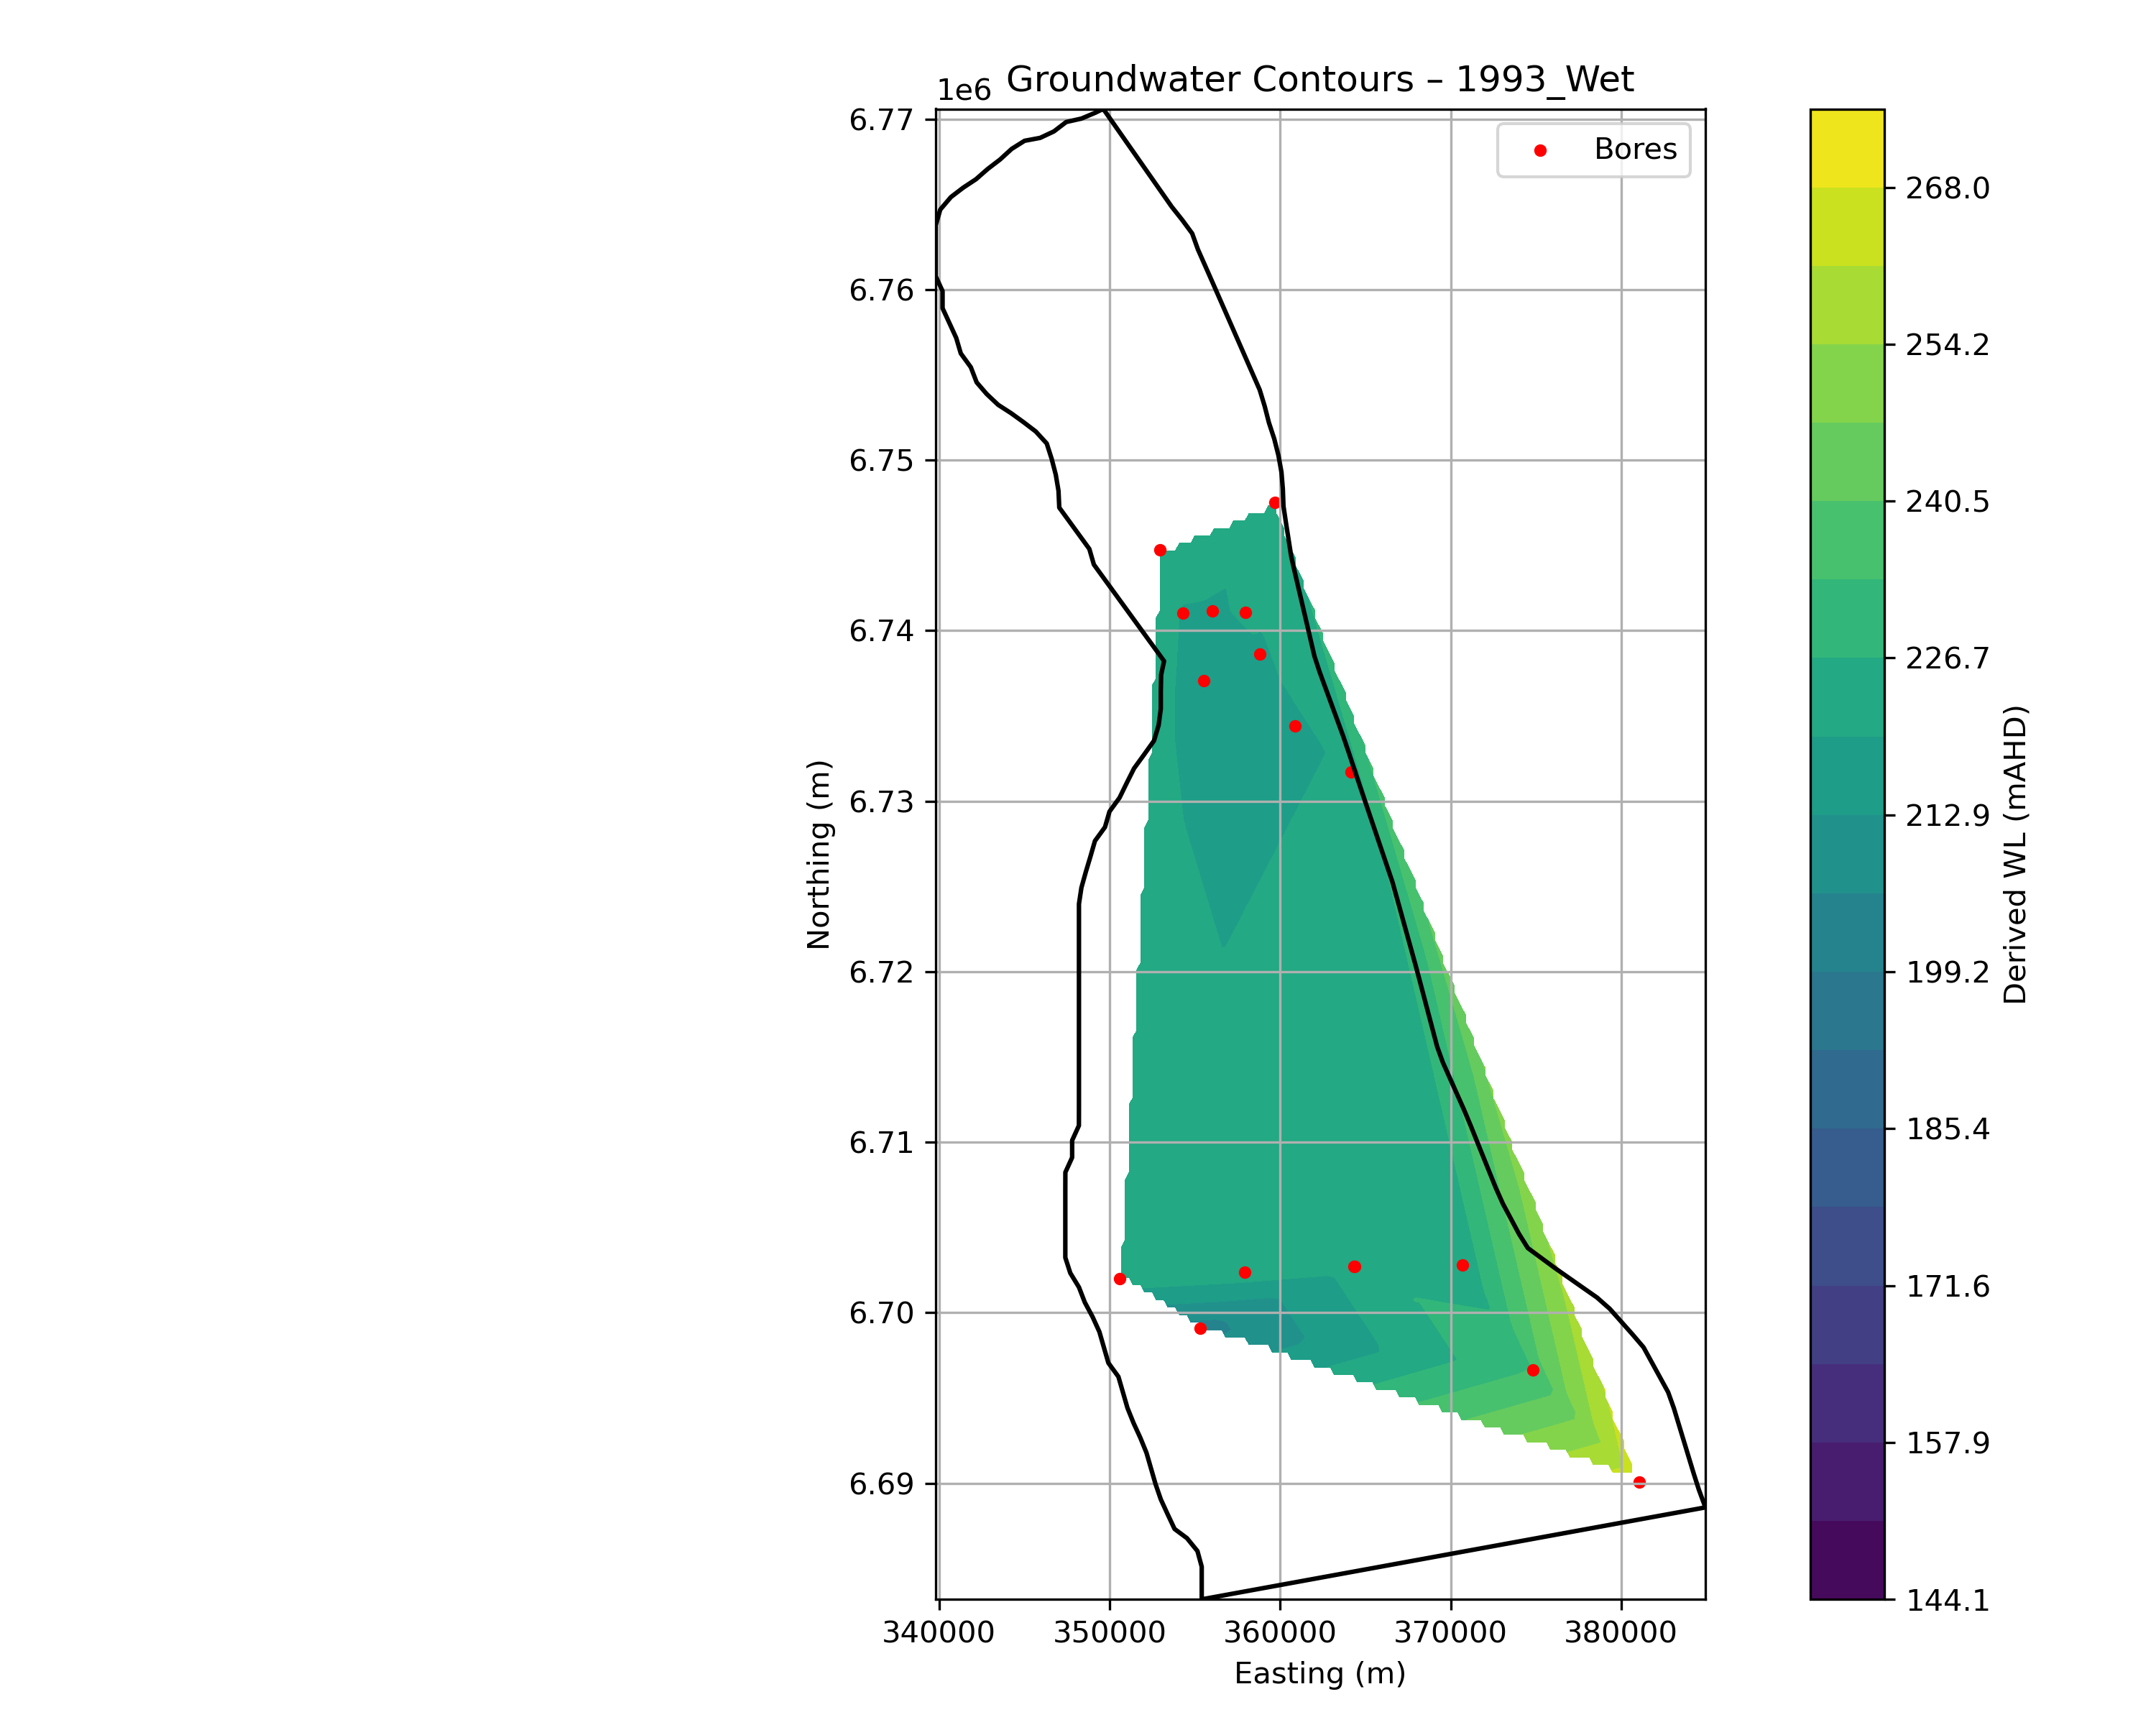 Groundwater Contours – 1993_Wet
1e6
Bores
6.77
6.76
6.75
6.74
6.73
6.72
6.71
6.70
6.69
Northing (m)
340000 350000 360000 370000 380000
Easting (m)
268.0
254.2
240.5
226.7
212.9
199.2
185.4
171.6
157.9
144.1
Derived WL (mAHD)